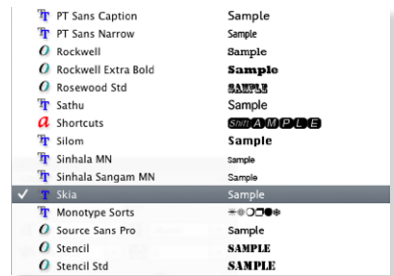 PT Sans Caption Sample
PT Sans Narrow Sample
Rockwell Sample
Rockwell Extra Bold Sample
Rosewood Std SAMPLE
Sathu Sample
Shortcuts Shift A M P L E
Silom Sample
Sinhala MN Sample
Sinhala Sangam MN Sample
Skia Sample
Monotype Sorts
Source Sans Pro Sample
Stencil SAMPLE
Stencil Std SAMPLE